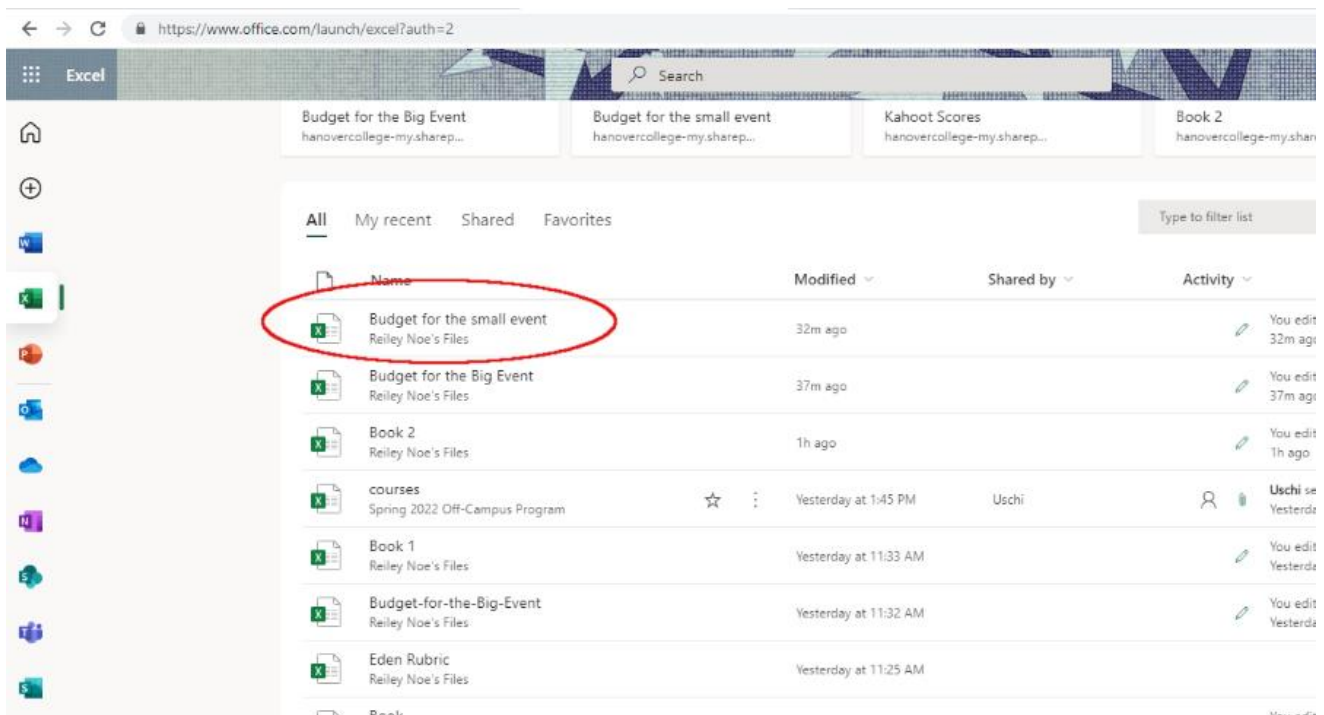 https://www.office.com/launch/excel?auth=2
Excel
Search
Budget for the Big Event
hanovercollege-my.sharep...
Budget for the small event
hanovercollege-my.sharep...
Kahoot Scores
hanovercollege-my.sharep...
Book 2
hanovercollege-my.shar
All My recent Shared Favorites
Type to filter list
Name Modified Shared by Activity
Budget for the small event
Reiley Noe's Files
32m ago
You edit
32m ago
Budget for the Big Event
Reiley Noe's Files
37m ago
You edit
37m ago
Book 2
Reiley Noe's Files
1h ago
You edit
1h ago
courses
Spring 2022 Off-Campus Program
Yesterday at 1:45 PM
Uschi
Uschi se
Yesterda
Book 1
Reiley Noe's Files
Yesterday at 11:33 AM
You edit
Yesterda
Budget-for-the-Big-Event
Reiley Noe's Files
Yesterday at 11:32 AM
You edit
Yesterda
Eden Rubric
Reiley Noe's Files
Yesterday at 11:25 AM